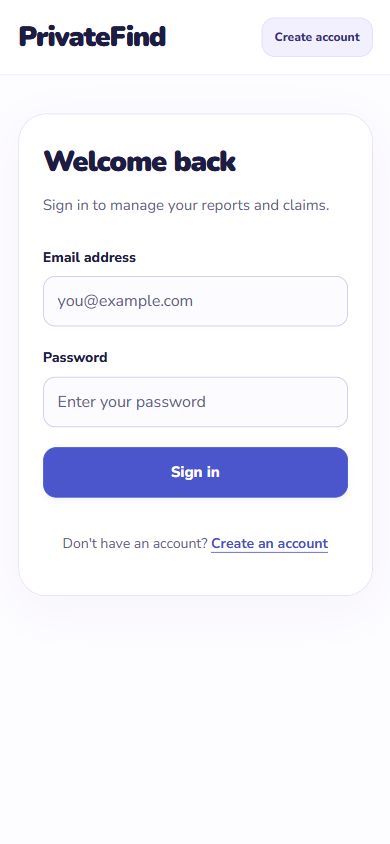 PrivateFind
Create account
Welcome back
Sign in to manage your reports and claims.
Email address
you@example.com
Password
Enter your password
Sign in
Don't have an account? Create an account